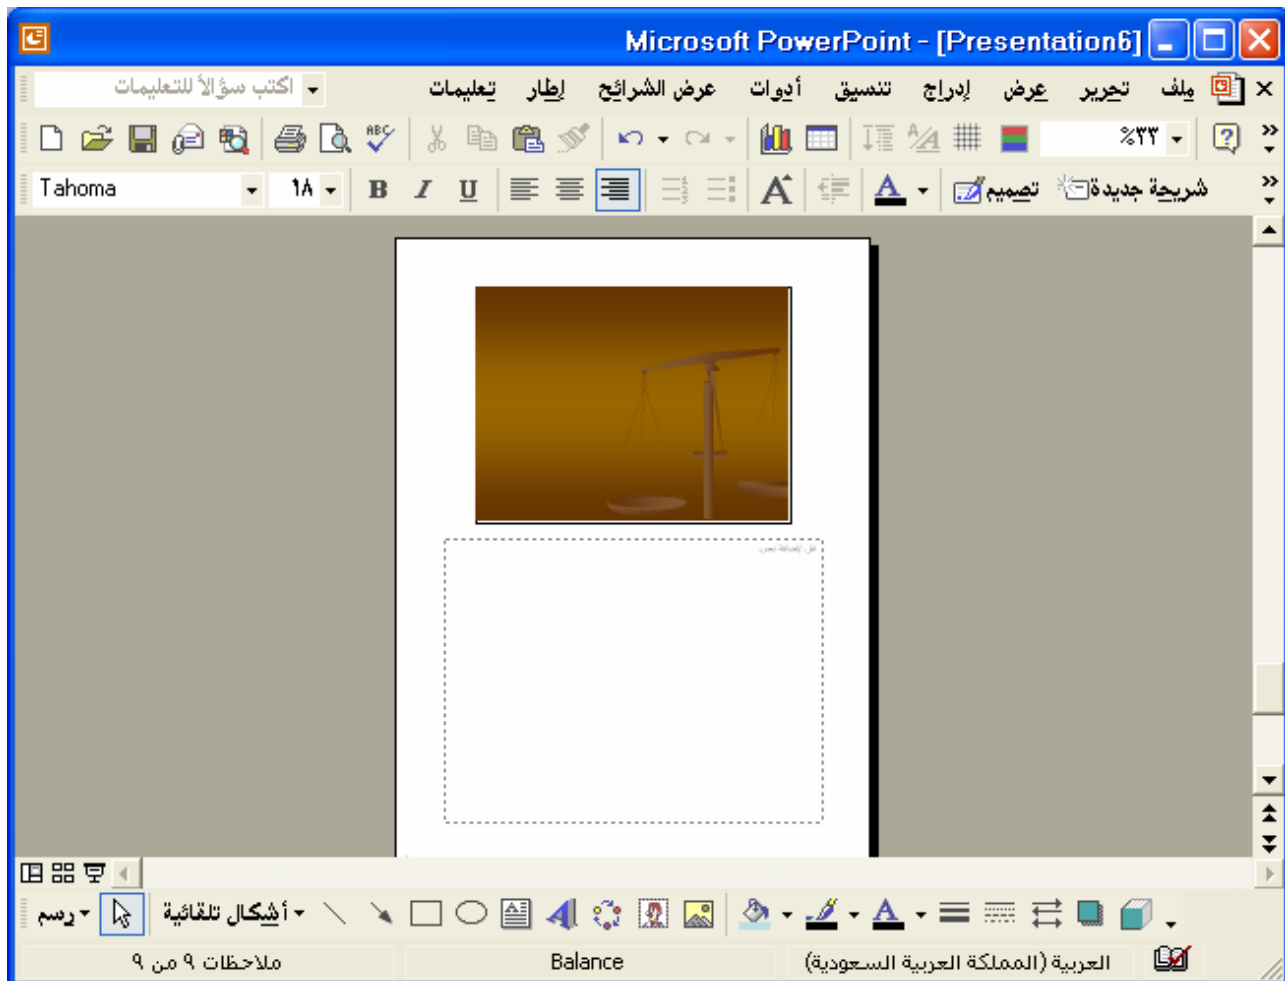 Microsoft PowerPoint - [Presentation6]
ملف تحرير عرض إدراج تنسيق أدوات عرض الشرائح إطار تعليمات اكتب سؤالاً للتعليمات
ABC %٣٣
Tahoma ١٨ B I U A A تصميم شريحة جديدة
رسم أشكال تلقائية A A
ملاحظات ٩ من ٩ Balance العربية (المملكة العربية السعودية)